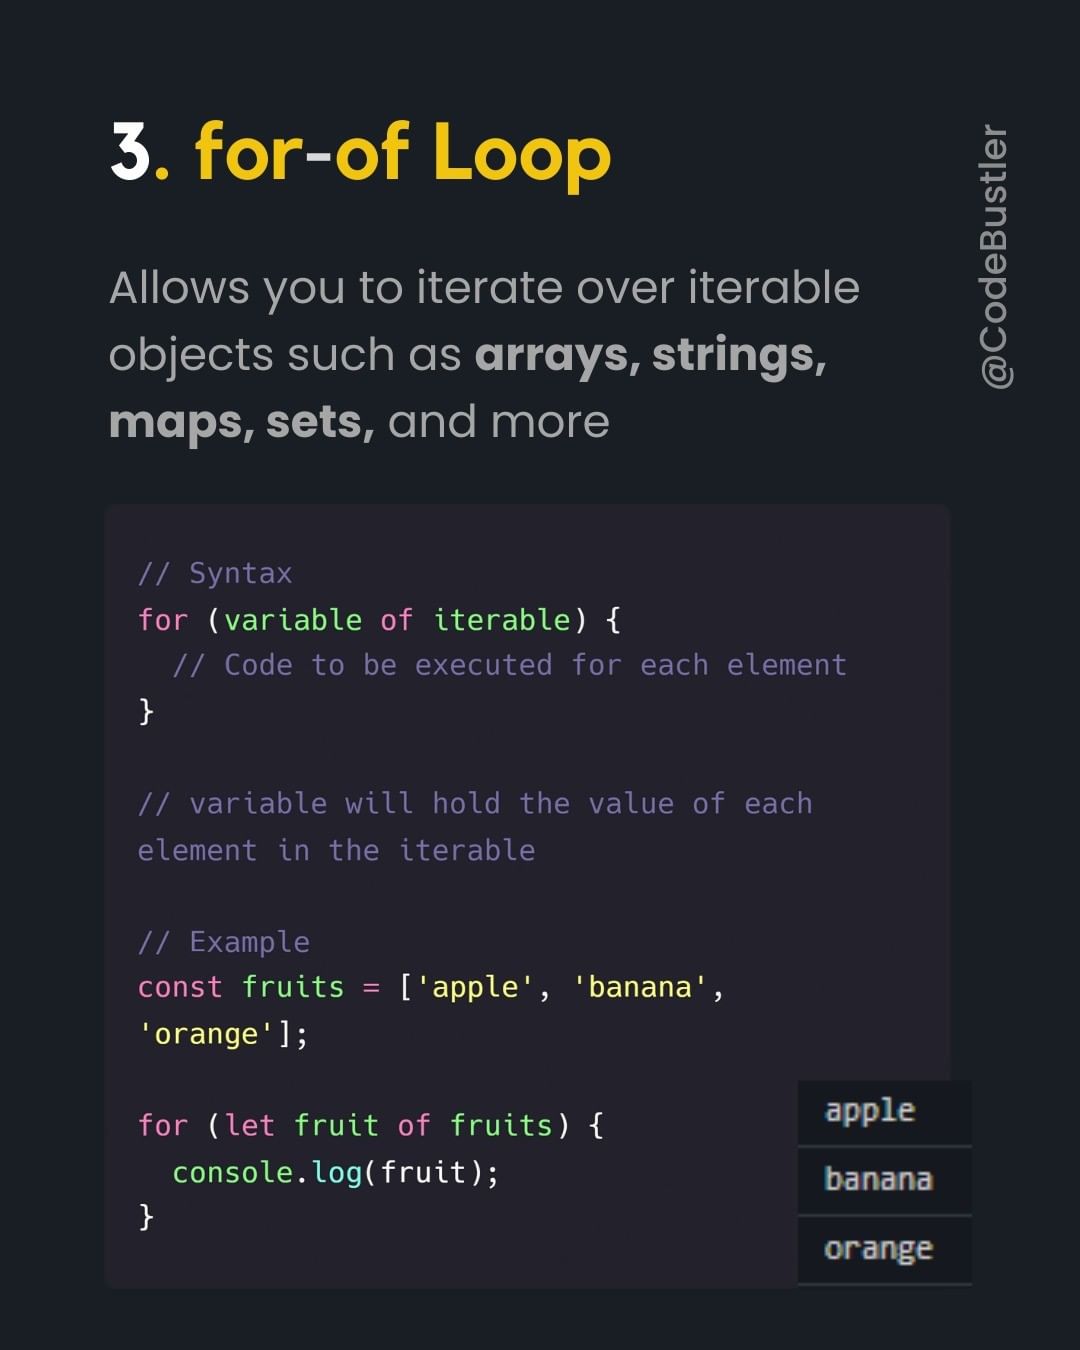 3. for-of Loop
@CodeBustler
Allows you to iterate over iterable
objects such as arrays, strings,
maps, sets, and more
// Syntax
for (variable of iterable) {
  // Code to be executed for each element
}
// variable will hold the value of each
element in the iterable
// Example
const fruits = ['apple', 'banana',
'orange'];
for (let fruit of fruits) {
  console.log(fruit);
}
apple
banana
orange